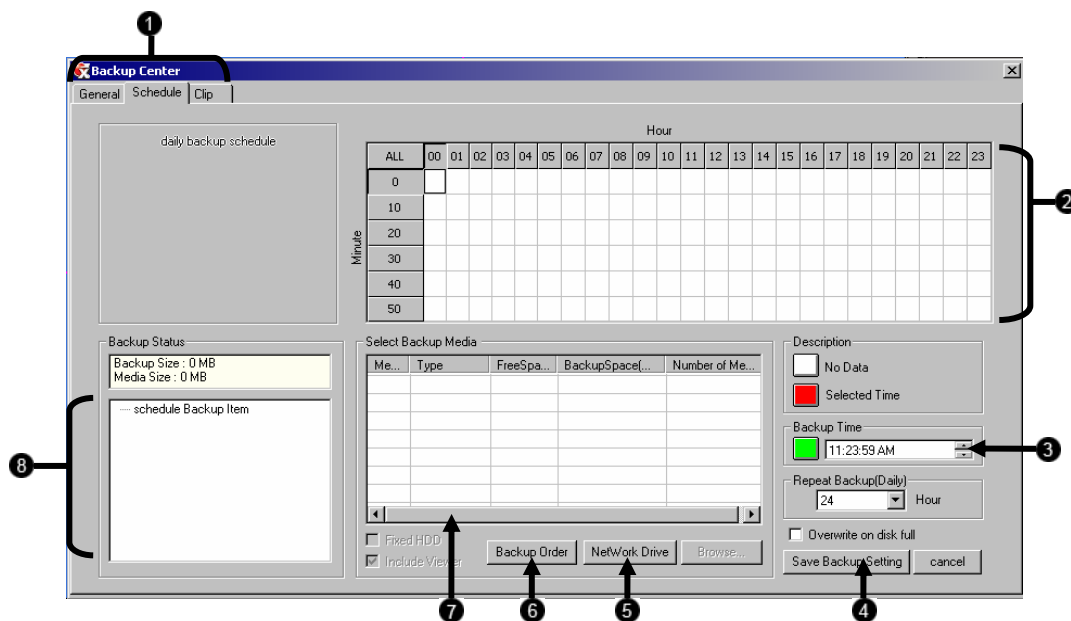 1
Backup Center
General Schedule Clip
daily backup schedule
Hour
ALL 00 01 02 03 04 05 06 07 08 09 10 11 12 13 14 15 16 17 18 19 20 21 22 23
2
Minute
0
10
20
30
40
50
Backup Status
Backup Size : 0 MB
Media Size : 0 MB
8
schedule Backup Item
Select Backup Media
Me... Type FreeSpa... BackupSpace(... Number of Me...
Fixed HDD
Include Viewer
Backup Order NetWork Drive Browse...
7
6
5
Description
No Data
Selected Time
Backup Time
11:23:59 AM
3
Repeat Backup(Daily)
24 Hour
Overwrite on disk full
Save Backup Setting cancel
4